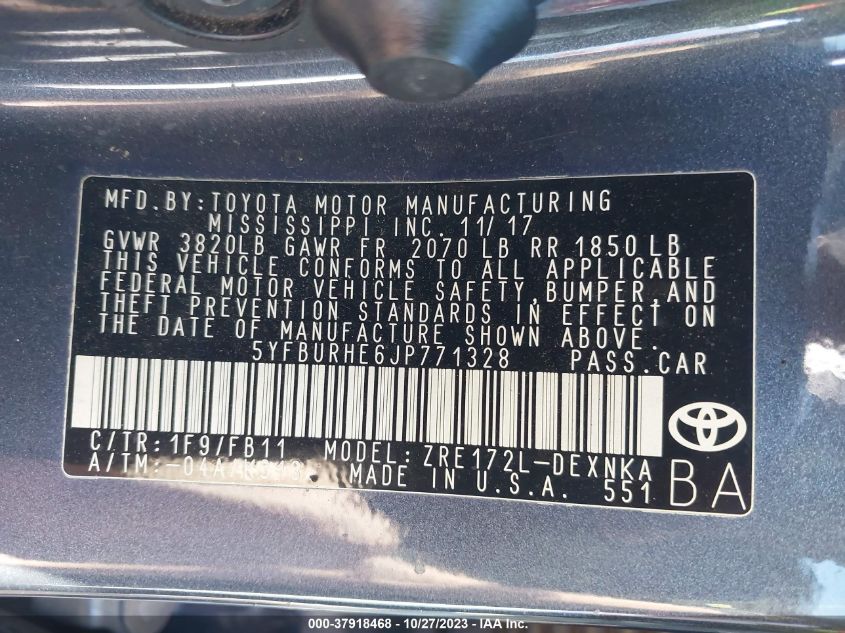 MFD.BY:TOYOTA MOTOR MANUFACTURING
MISSISSIPPI INC. 11/17
GVWR 3820LB GAWR FR 2070 LB RR 1850 LB
THIS VEHICLE CONFORMS TO ALL APPLICABLE
FEDERAL MOTOR VEHICLE SAFETY,BUMPER,AND
THEFT PREVENTION STANDARDS IN EFFECT ON
THE DATE OF MANUFACTURE SHOWN ABOVE.
5YFBURHE6JP771328 PASS.CAR
C/TR:1F9/FB11 MODEL:ZRE172L-DEXNKA
A/TM: MADE IN U.S.A. 551
BA
000-37918468 - 10/27/2023 - IAA Inc.